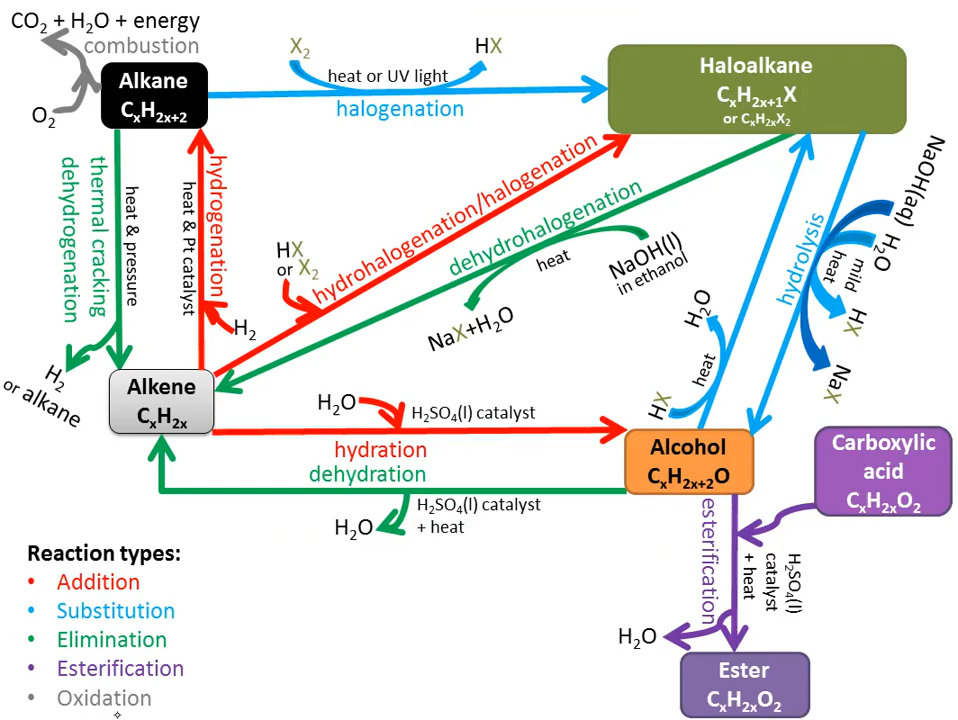 CO₂ + H₂O + energy
combustion
O₂
Alkane
CₓH₂ₓ₊₂
X₂
HX
heat or UV light
halogenation
Haloalkane
CₓH₂ₓ₊₁X
or CₓH₂ₓX₂
thermal cracking
dehydrogenation
heat & pressure
H₂
or alkane
hydrogenation
heat & Pt catalyst
H₂
HX
or X₂
hydrohalogenation/halogenation
dehydrohalogenation
heat
NaOH(l)
in ethanol
NaX+H₂O
hydrolysis
NaOH(aq)
H₂O
mild
heat
HX
NaX
H₂O
heat
HX
Alkene
CₓH₂ₓ
H₂O
H₂SO₄(l) catalyst
hydration
dehydration
H₂SO₄(l) catalyst
+ heat
H₂O
Alcohol
CₓH₂ₓ₊₂O
Carboxylic
acid
CₓH₂ₓO₂
esterification
H₂SO₄(l)
catalyst
+ heat
H₂O
Ester
CₓH₂ₓO₂
Reaction types:
• Addition
• Substitution
• Elimination
• Esterification
• Oxidation